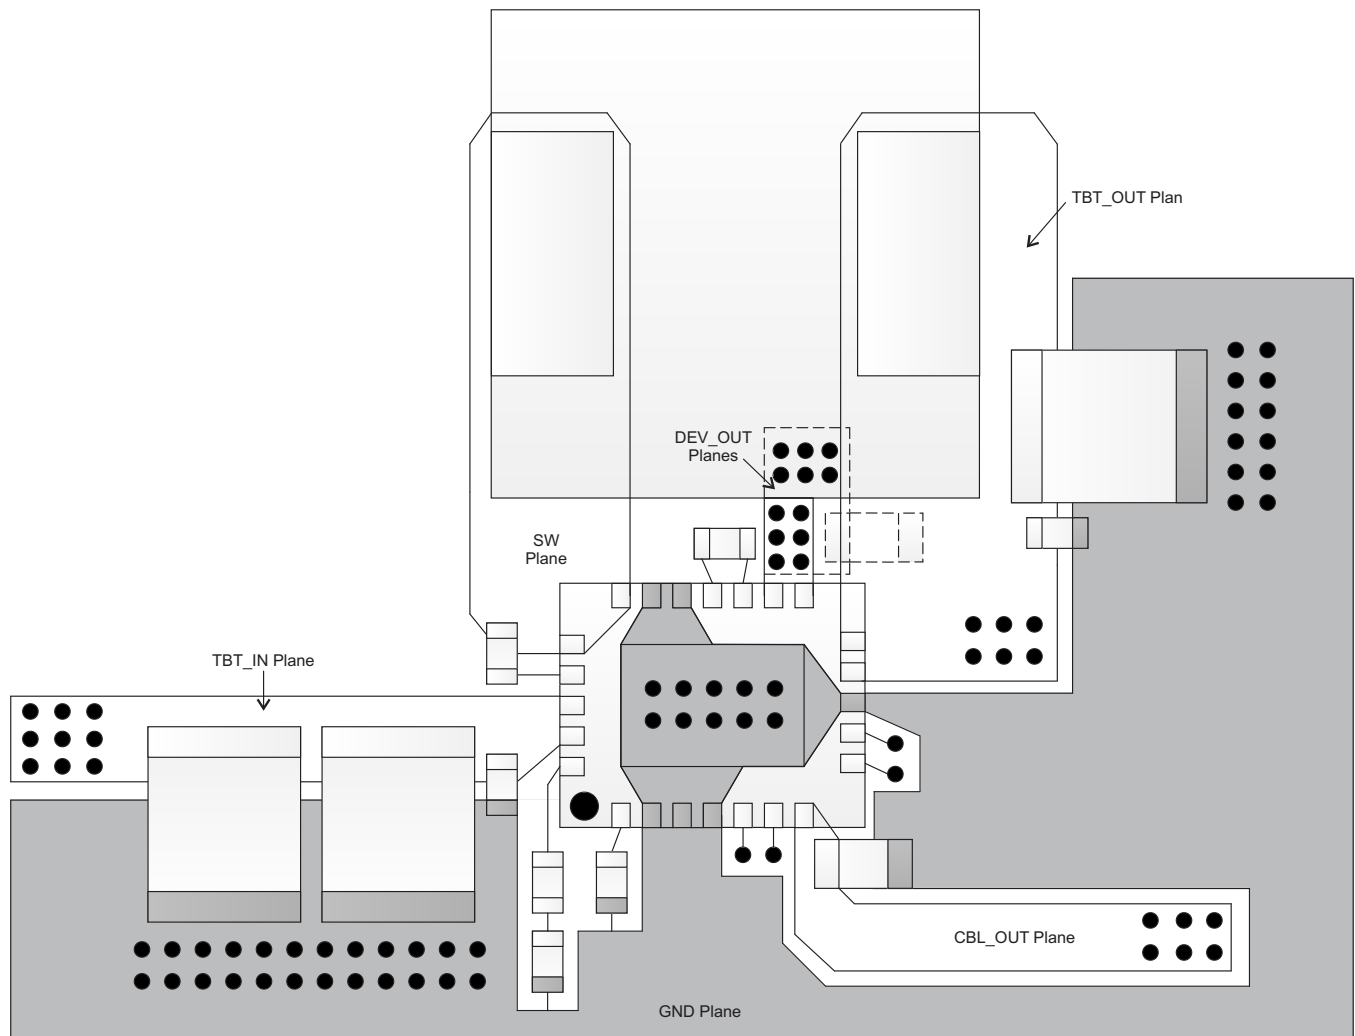 TBT_OUT Plan
DEV_OUT
Planes
SW
Plane
TBT_IN Plane
CBL_OUT Plane
GND Plane